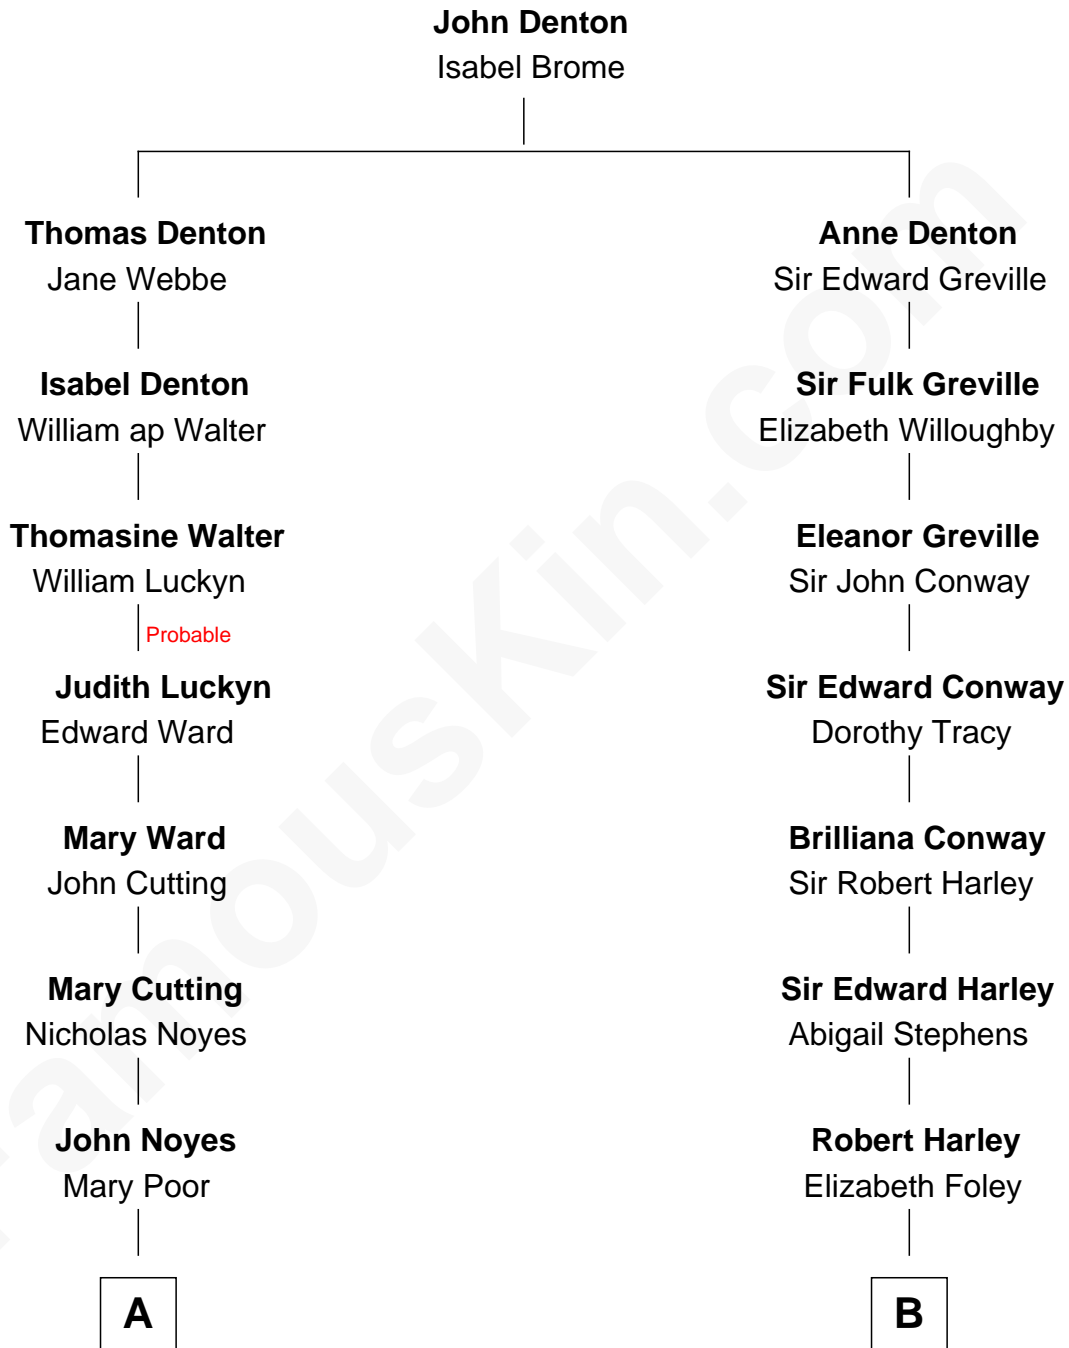 John Denton
Isabel Brome
Thomas Denton
Jane Webbe
Anne Denton
Sir Edward Greville
Isabel Denton
William ap Walter
Sir Fulk Greville
Elizabeth Willoughby
Thomasine Walter
William Luckyn
Eleanor Greville
Sir John Conway
Probable
Judith Luckyn
Edward Ward
Sir Edward Conway
Dorothy Tracy
Mary Ward
John Cutting
Brilliana Conway
Sir Robert Harley
Mary Cutting
Nicholas Noyes
Sir Edward Harley
Abigail Stephens
John Noyes
Mary Poor
Robert Harley
Elizabeth Foley
A
B
FamousKin.com